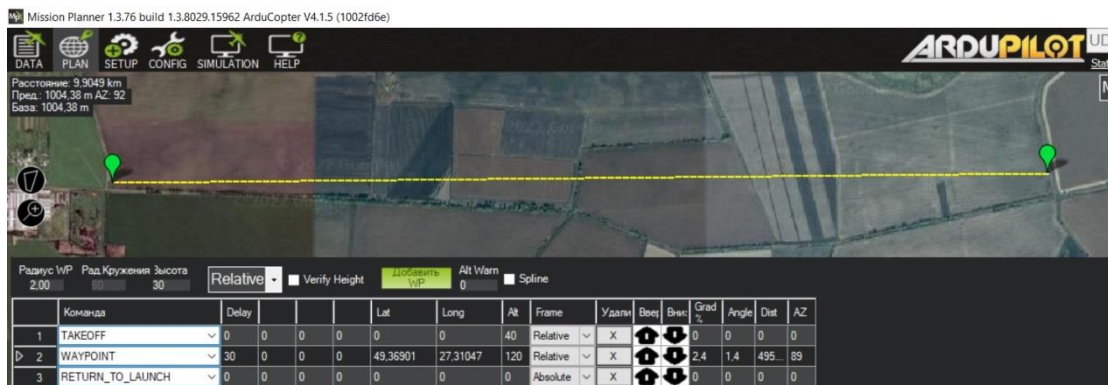 Mission Planner 1.3.76 build 1.3.8029.15962 ArduCopter V4.1.5 (1002fd6e)
DATA PLAN SETUP CONFIG SIMULATION HELP ARDUPILOT UD
Stat
Расстояние: 9,9049 km
Пред.: 1004,38 m AZ: 92
База: 1004,38 m
Радиус WP Рад.Кружения Высота Alt Warn
2,00 60 30 Relative Verify Height Добавить WP 0 Spline
Команда Delay Lat Long Alt Frame Удали Ввер Вниз Grad % Angle Dist AZ
1 TAKEOFF 0 0 0 0 0 0 40 Relative X 0 0 0 0
2 WAYPOINT 30 0 0 0 49,36901 27,31047 120 Relative X 2,4 1,4 495... 89
3 RETURN_TO_LAUNCH 0 0 0 0 0 0 0 Absolute X 0 0 0 0